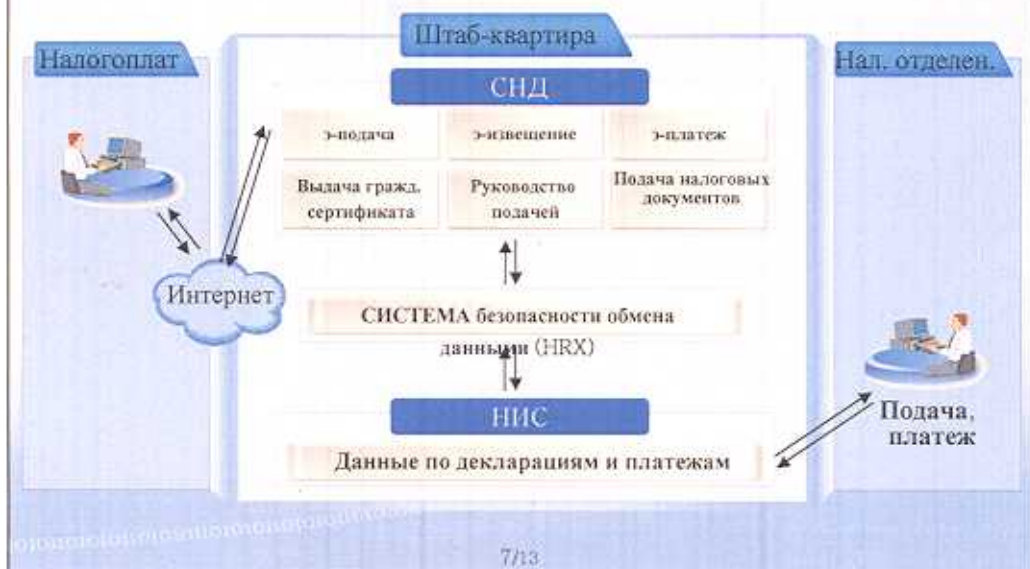 Штаб-квартира
Налогоплат
Нал. отделен.
СНД
э-подача
э-извещение
э-платеж
Выдача гражд.
сертификата
Руководство
подачей
Подача налоговых
документов
Интернет
СИСТЕМА безопасности обмена
данными (HRX)
НИС
Данные по декларациям и платежам
Подача,
платеж
7/13